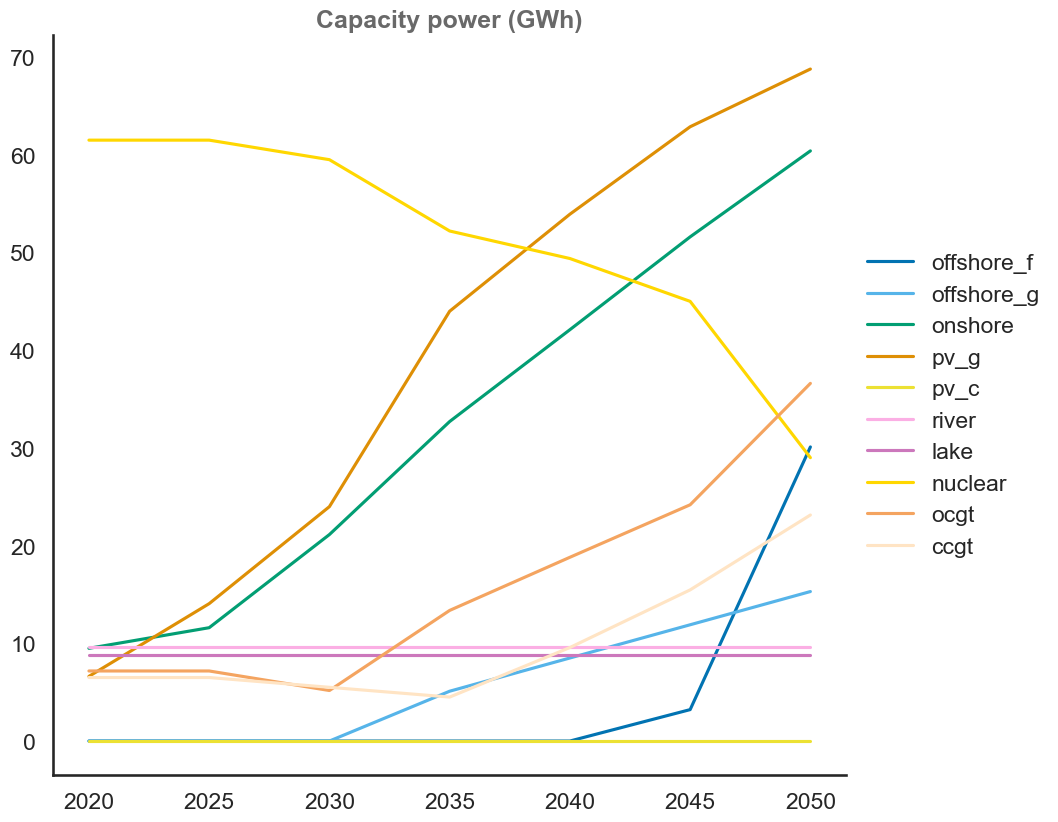 Capacity power (GWh)
70
60
50
40
30
20
10
0
2020 2025 2030 2035 2040 2045 2050
offshore_f
offshore_g
onshore
pv_g
pv_c
river
lake
nuclear
ocgt
ccgt